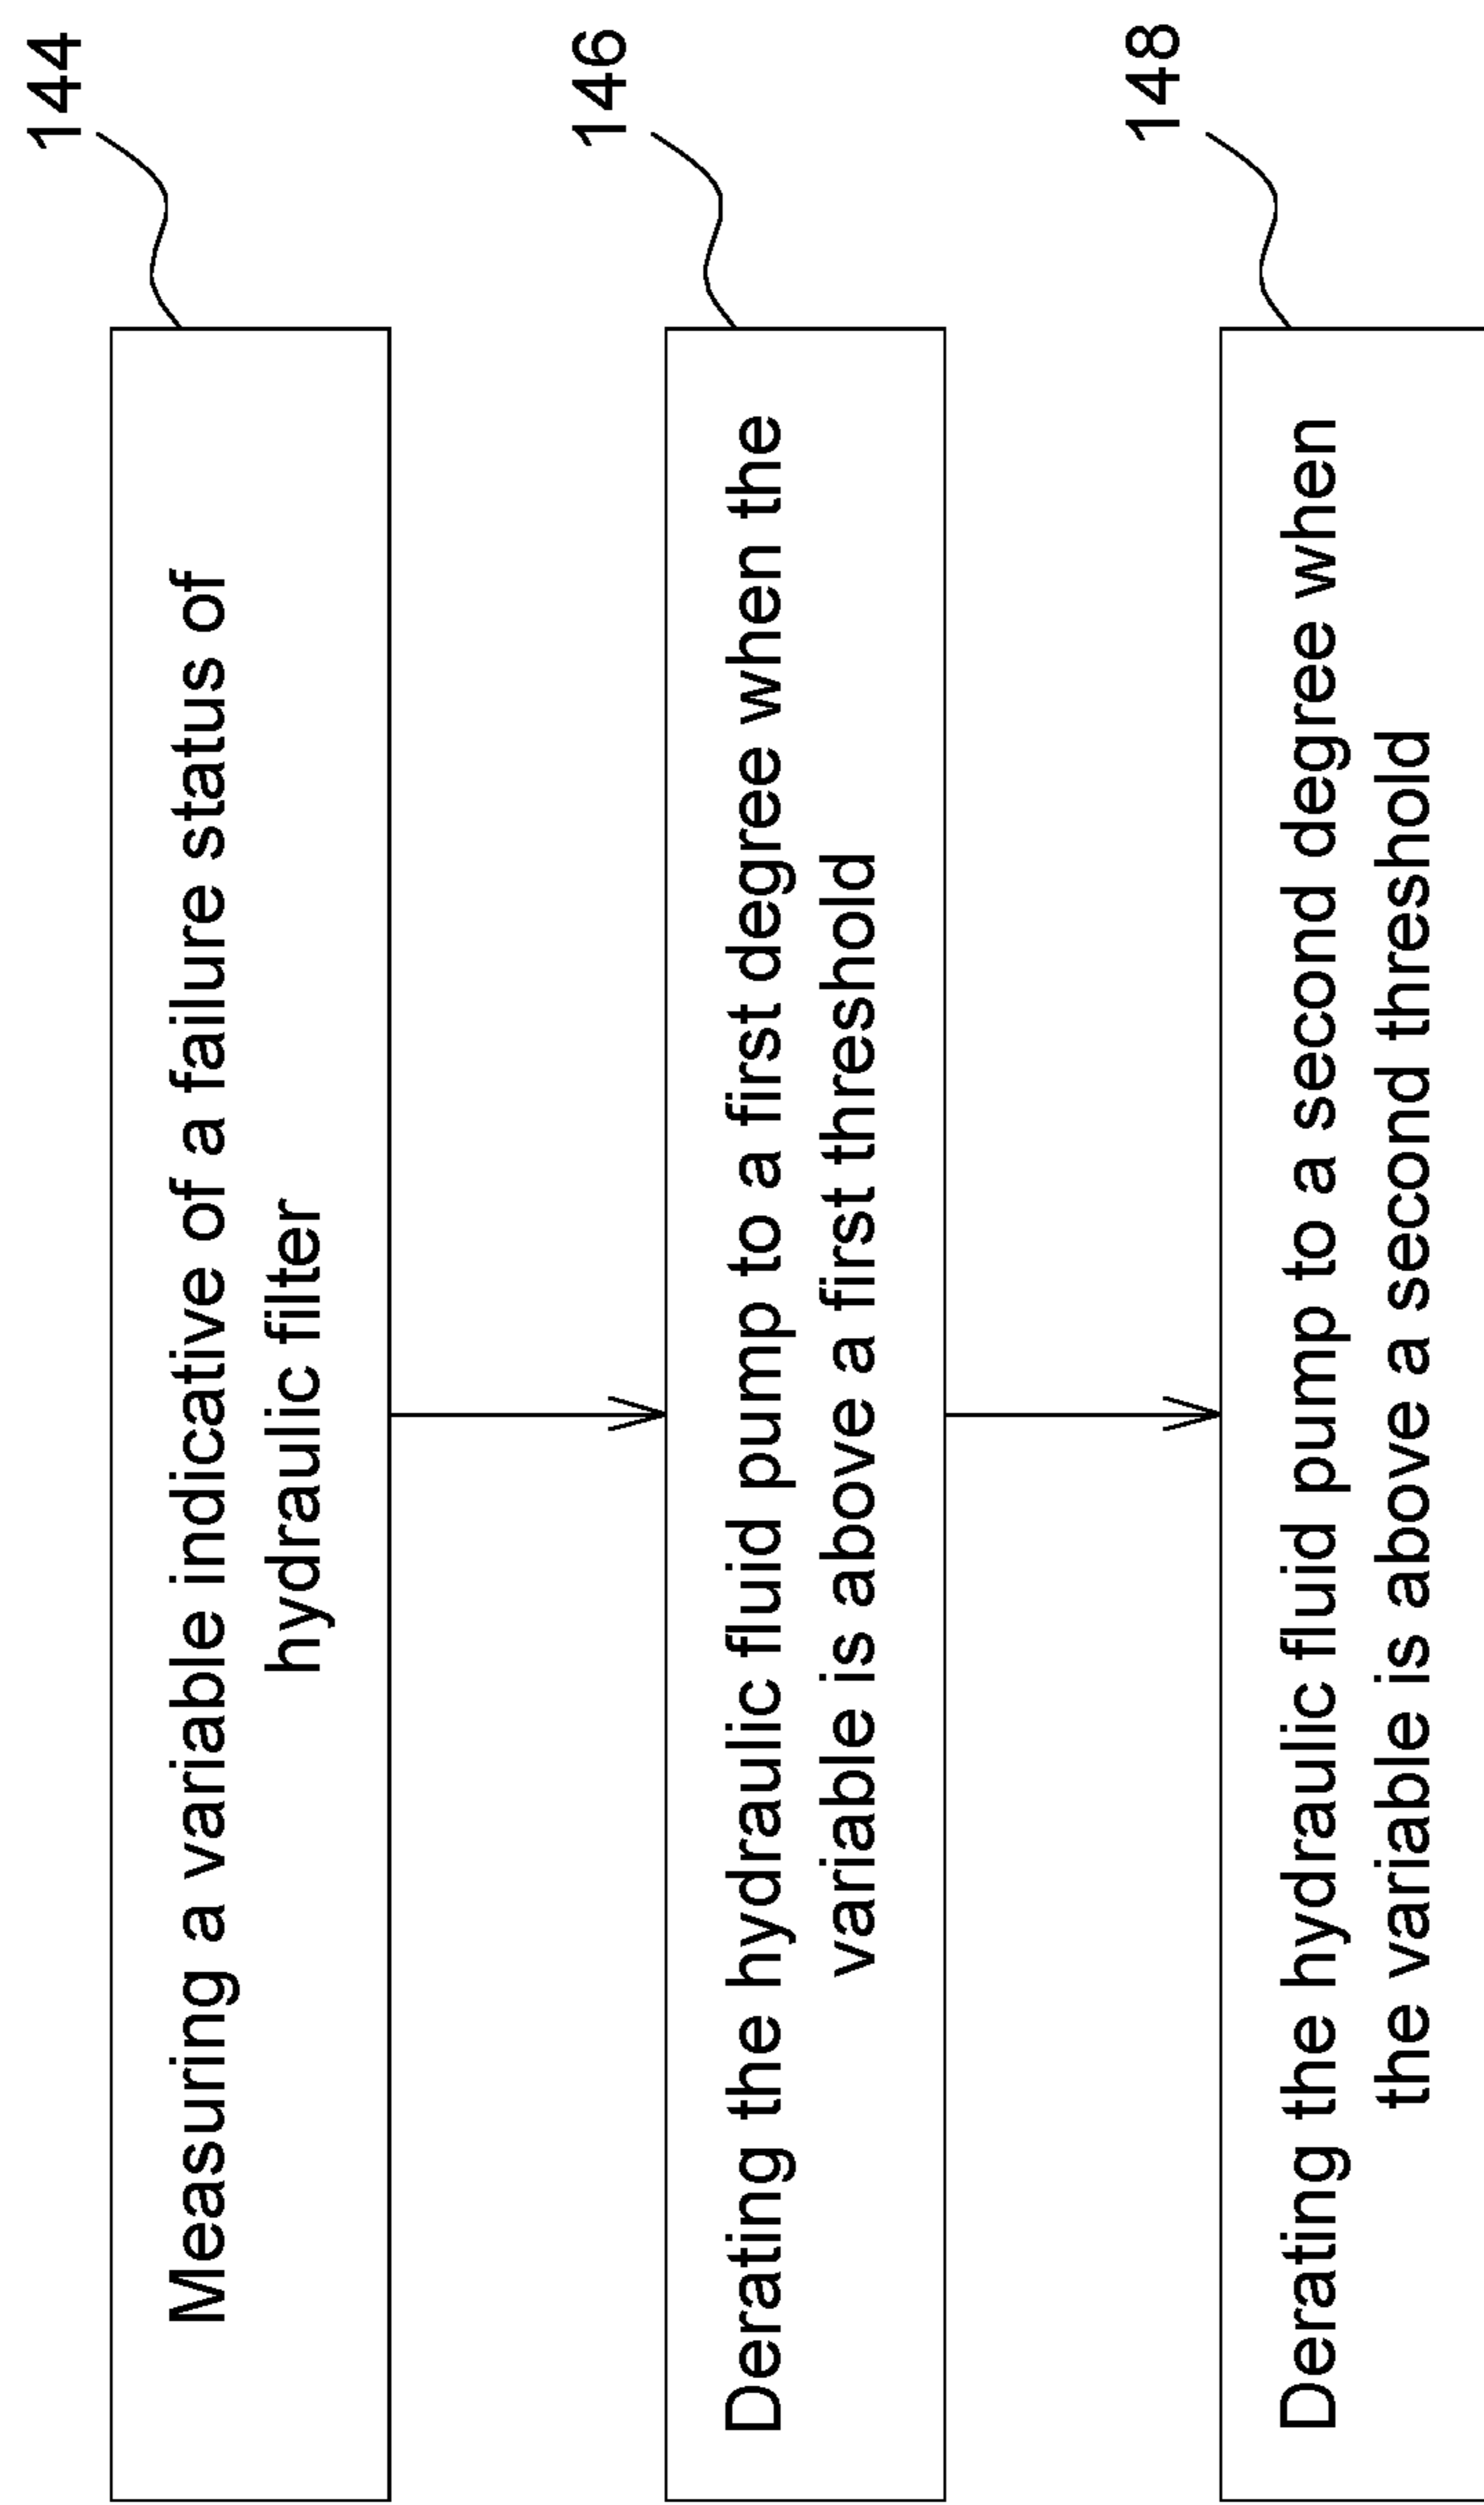 144
Measuring a variable indicative of a failure status of
hydraulic filter
146
Derating the hydraulic fluid pump to a first degree when the
variable is above a first threshold
148
Derating the hydraulic fluid pump to a second degree when
the variable is above a second threshold